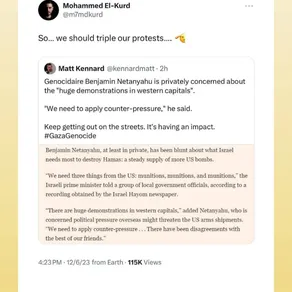 Mohammed El-Kurd
@m7mdkurd
So... we should triple our protests....
Matt Kennard @kennardmatt · 2h
Genocidaire Benjamin Netanyahu is privately concerned about
the "huge demonstrations in western capitals".
"We need to apply counter-pressure," he said.
Keep getting out on the streets. It's having an impact.
#GazaGenocide
Benjamin Netanyahu, at least in private, has been blunt about what Israel
needs most to destroy Hamas: a steady supply of more US bombs.
"We need three things from the US: munitions, munitions, and munitions," the
Israeli prime minister told a group of local government officials, according to a
recording obtained by the Israel Hayom newspaper.
"There are huge demonstrations in western capitals," added Netanyahu, who is
concerned political pressure overseas might threaten the US arms shipments.
"We need to apply counter-pressure . . . There have been disagreements with
the best of our friends."
4:23 PM · 12/6/23 from Earth · 115K Views